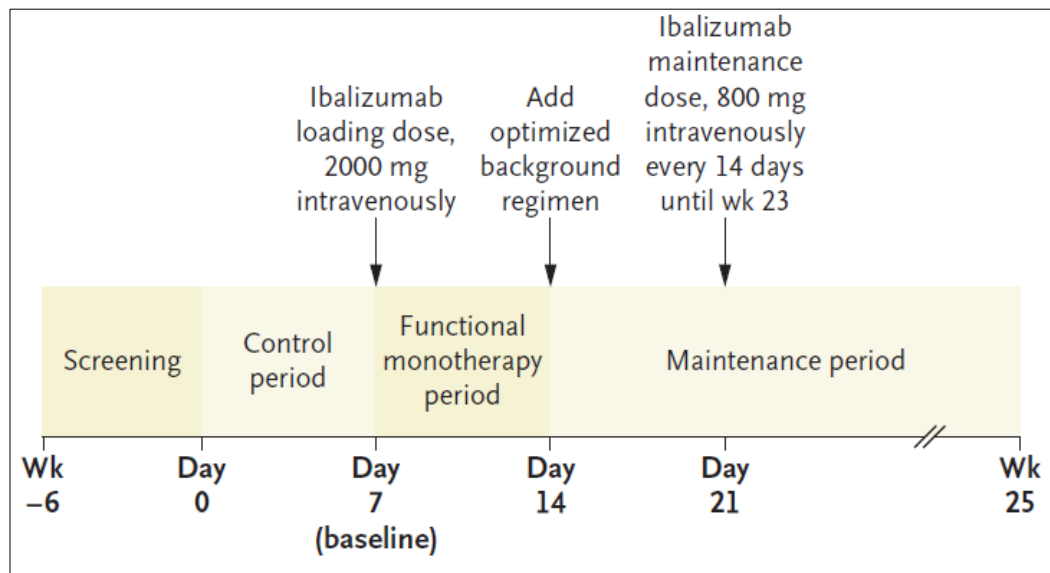 Ibalizumab
loading dose,
2000 mg
intravenously
Add
optimized
background
regimen
Ibalizumab
maintenance
dose, 800 mg
intravenously
every 14 days
until wk 23
Screening
Control
period
Functional
monotherapy
period
Maintenance period
Wk
−6
Day
0
Day
7
(baseline)
Day
14
Day
21
Wk
25